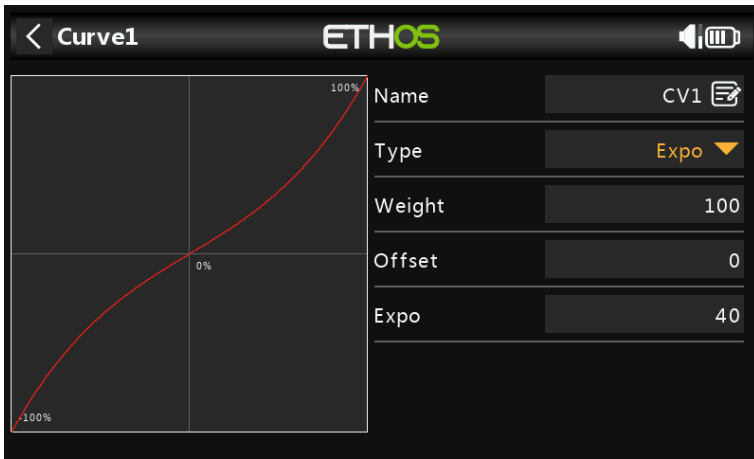 Curve1
ETHOS
100%
0%
-100%
Name CV1
Type Expo
Weight 100
Offset 0
Expo 40